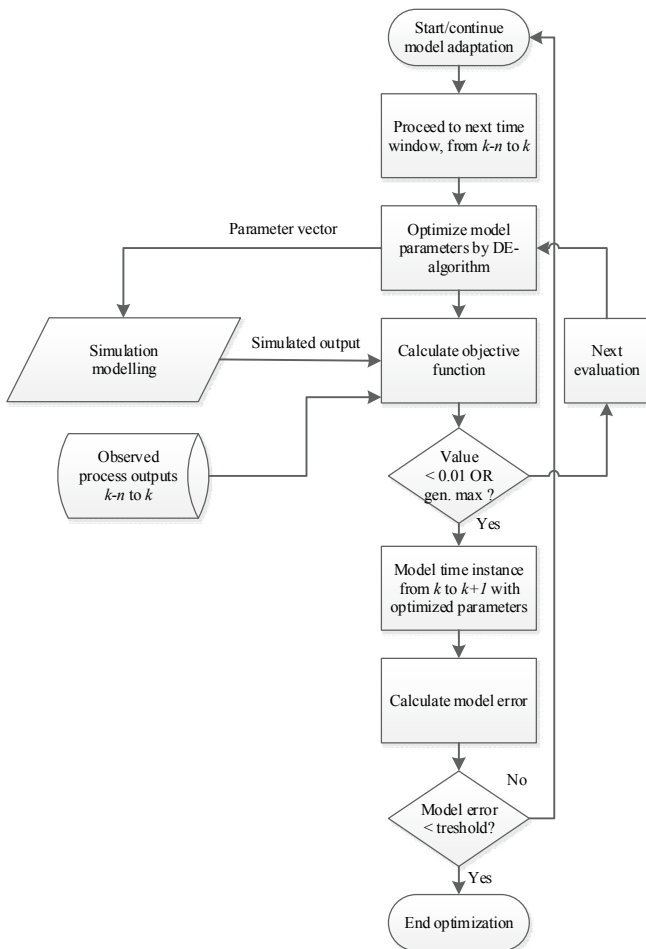 Start/continue
model adaptation
Proceed to next time
window, from k-n to k
Parameter vector
Optimize model
parameters by DE-
algorithm
Simulation
modelling
Simulated output
Calculate objective
function
Next
evaluation
Observed
process outputs
k-n to k
Value
< 0.01 OR
gen. max ?
Yes
Model time instance
from k to k+1 with
optimized parameters
Calculate model error
No
Model error
< treshold?
Yes
End optimization